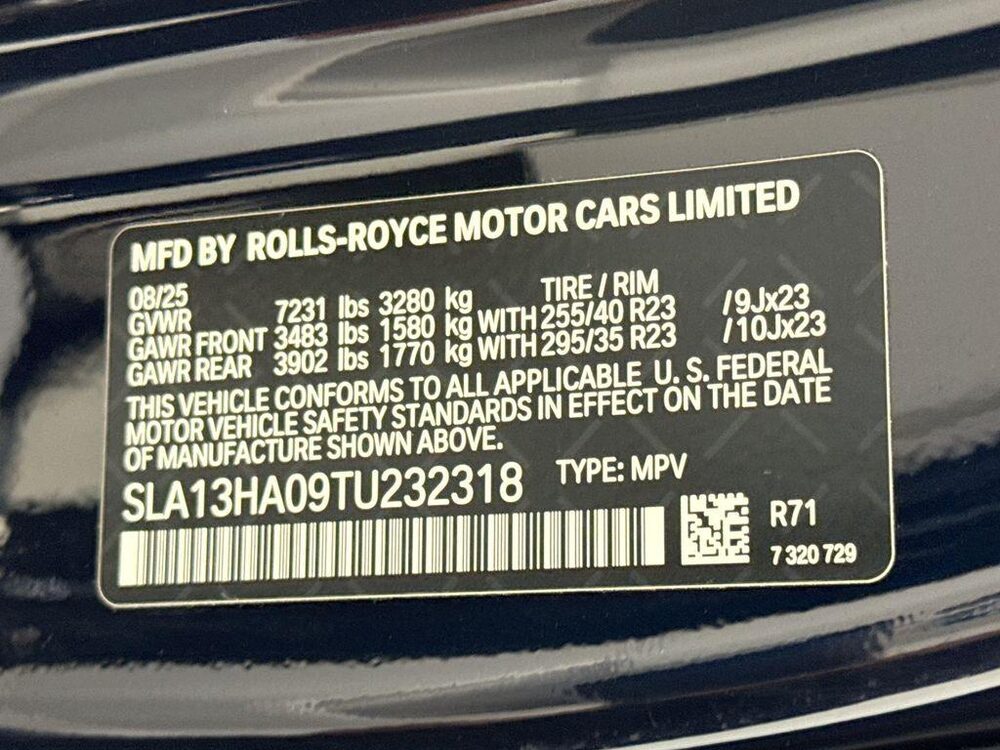 MFD BY ROLLS-ROYCE MOTOR CARS LIMITED
08/25 TIRE / RIM
GVWR 7231 lbs 3280 kg
GAWR FRONT 3483 lbs 1580 kg WITH 255/40 R23 /9Jx23
GAWR REAR 3902 lbs 1770 kg WITH 295/35 R23 /10Jx23
THIS VEHICLE CONFORMS TO ALL APPLICABLE U. S. FEDERAL
MOTOR VEHICLE SAFETY STANDARDS IN EFFECT ON THE DATE
OF MANUFACTURE SHOWN ABOVE.
SLA13HA09TU232318 TYPE: MPV
R71
7 320 729